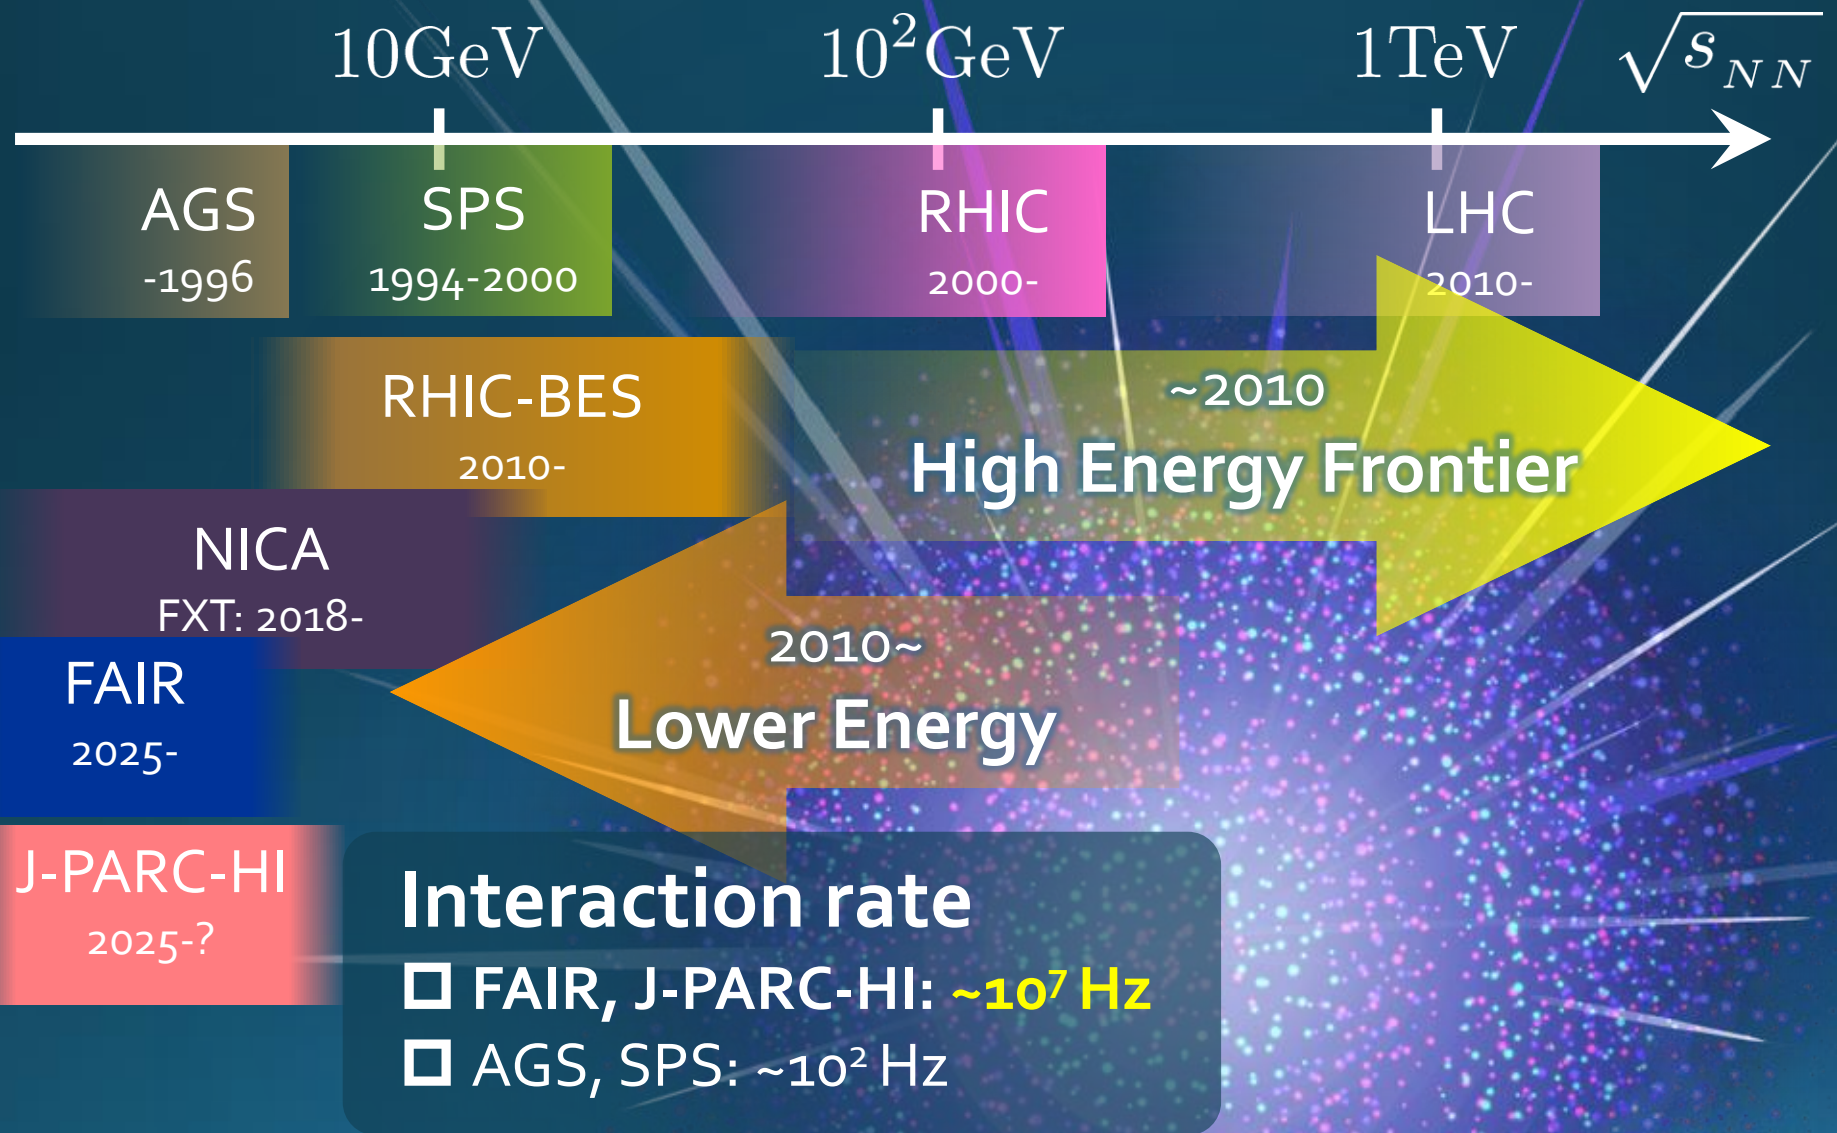 10GeV 10²GeV 1TeV √s_NN
AGS
-1996
SPS
1994-2000
RHIC
2000-
LHC
2010-
RHIC-BES
2010-
~2010
High Energy Frontier
NICA
FXT: 2018-
2010~
Lower Energy
FAIR
2025-
J-PARC-HI
2025-?
Interaction rate
FAIR, J-PARC-HI: ~10⁷ Hz
AGS, SPS: ~10² Hz